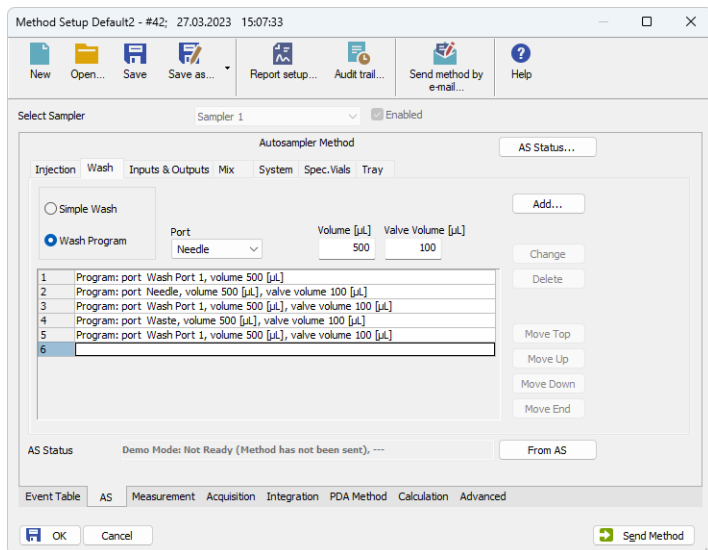 Method Setup Default2 - #42; 27.03.2023 15:07:33
New Open... Save Save as... Report setup... Audit trail... Send method by e-mail... Help
Select Sampler Sampler 1 Enabled
Autosampler Method AS Status...
Injection Wash Inputs & Outputs Mix System Spec.Vials Tray
Simple Wash Add...
Port Volume [µL] Valve Volume [µL]
Wash Program Needle 500 100
Change
1 Program: port Wash Port 1, volume 500 [µL]
Delete
2 Program: port Needle, volume 500 [µL], valve volume 100 [µL]
3 Program: port Wash Port 1, volume 500 [µL], valve volume 100 [µL]
4 Program: port Waste, volume 500 [µL], valve volume 100 [µL]
5 Program: port Wash Port 1, volume 500 [µL], valve volume 100 [µL]
Move Top
6
Move Up
Move Down
Move End
AS Status Demo Mode: Not Ready (Method has not been sent), --- From AS
Event Table AS Measurement Acquisition Integration PDA Method Calculation Advanced
OK Cancel Send Method